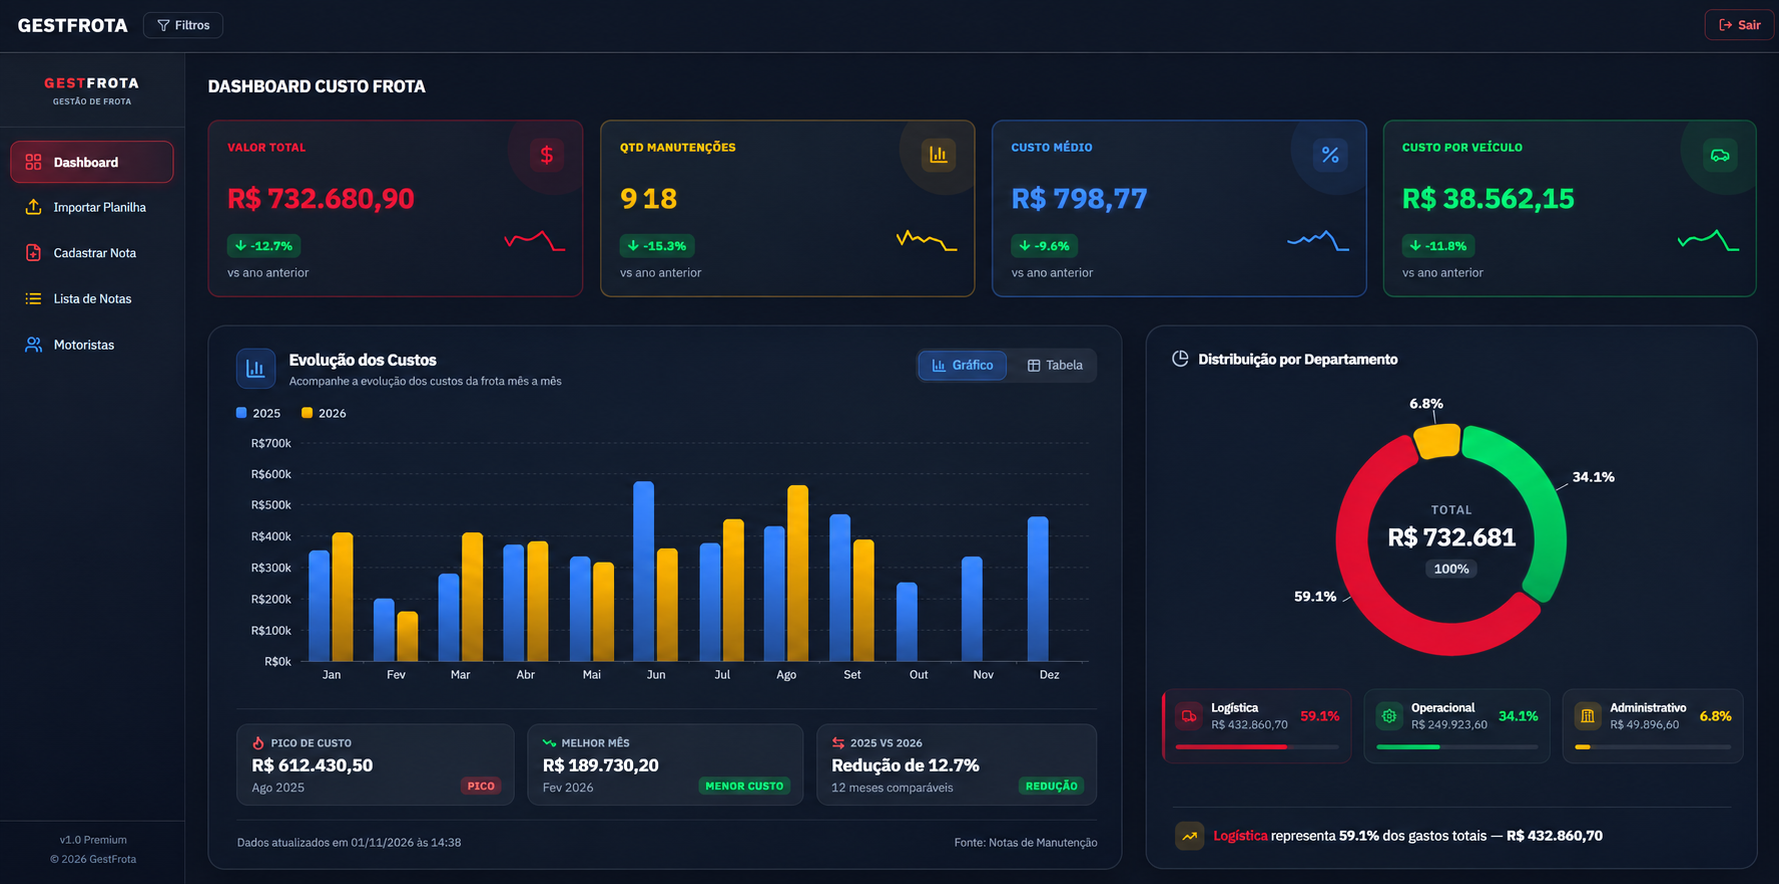 GESTFROTA
Filtros
Sair
GESTFROTA
GESTÃO DE FROTA
Dashboard
Importar Planilha
Cadastrar Nota
Lista de Notas
Motoristas
v1.0 Premium
© 2026 GestFrota
DASHBOARD CUSTO FROTA
VALOR TOTAL
$
R$ 732.680,90
-12.7%
vs ano anterior
QTD MANUTENÇÕES
918
-15.3%
vs ano anterior
CUSTO MÉDIO
%
R$ 798,77
-9.6%
vs ano anterior
CUSTO POR VEÍCULO
R$ 38.562,15
-11.8%
vs ano anterior
Evolução dos Custos
Acompanhe a evolução dos custos da frota mês a mês
Gráfico
Tabela
2025
2026
R$700k
R$600k
R$500k
R$400k
R$300k
R$200k
R$100k
R$0k
Jan Fev Mar Abr Mai Jun Jul Ago Set Out Nov Dez
PICO DE CUSTO
R$ 612.430,50
Ago 2025
PICO
MELHOR MÊS
R$ 189.730,20
Fev 2026
MENOR CUSTO
2025 VS 2026
Redução de 12.7%
12 meses comparáveis
REDUÇÃO
Dados atualizados em 01/11/2026 às 14:38
Fonte: Notas de Manutenção
Distribuição por Departamento
6.8%
34.1%
59.1%
TOTAL
R$ 732.681
100%
Logística
R$ 432.860,70
59.1%
Operacional
R$ 249.923,60
34.1%
Administrativo
R$ 49.896,60
6.8%
Logística representa 59.1% dos gastos totais — R$ 432.860,70